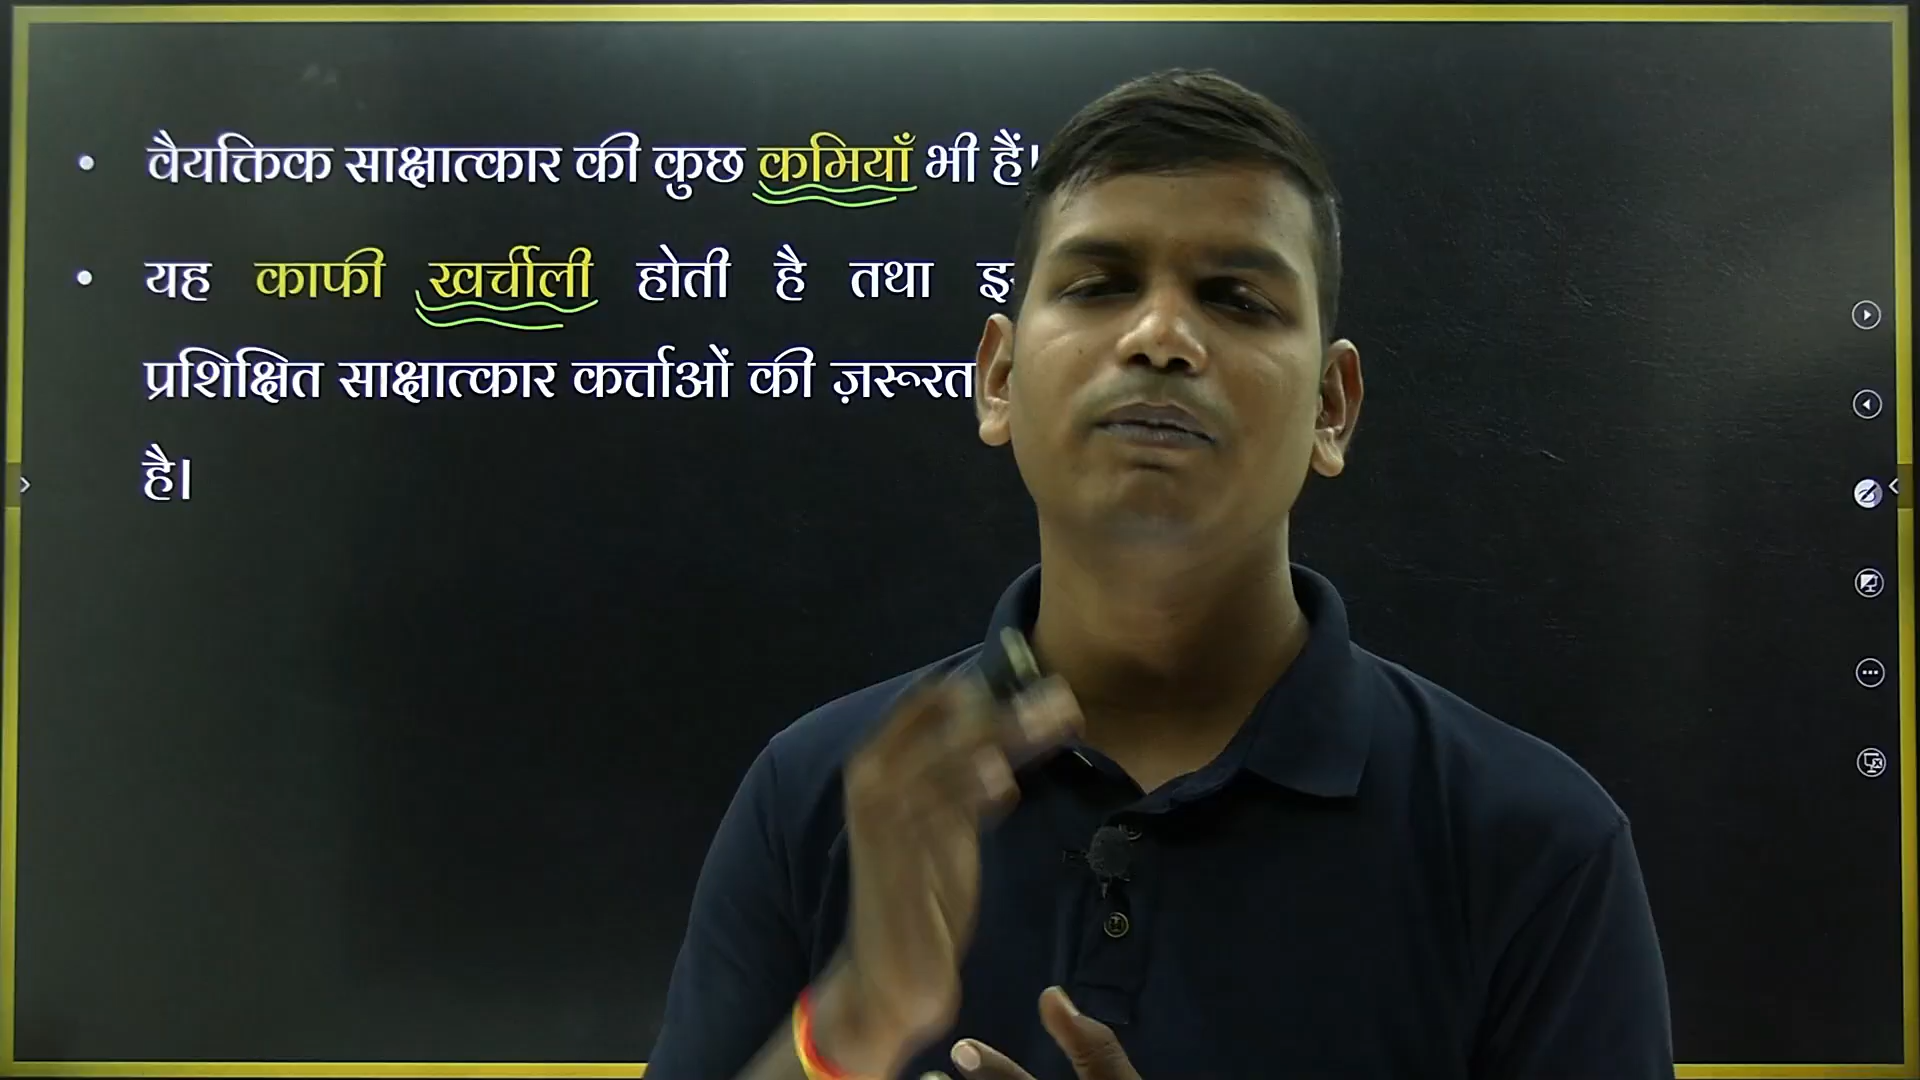 वैयक्तिक साक्षात्कार की कुछ कमियाँ भी हैं।
यह काफी खर्चीली होती है तथा
प्रशिक्षित साक्षात्कार कर्त्ताओं की ज़रूरत
है।